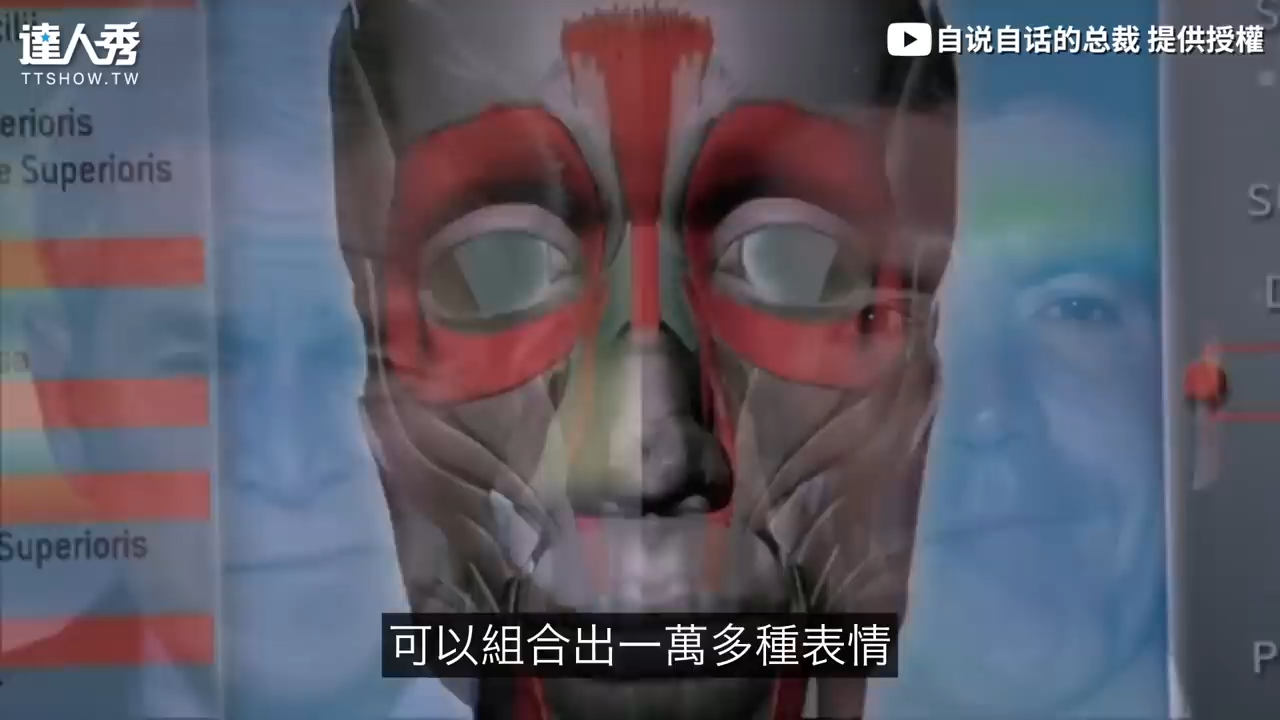 達人秀
TTSHOW.TW
自说自话的总裁 提供授權
erioris
e Superioris
Superioris
可以組合出一萬多種表情